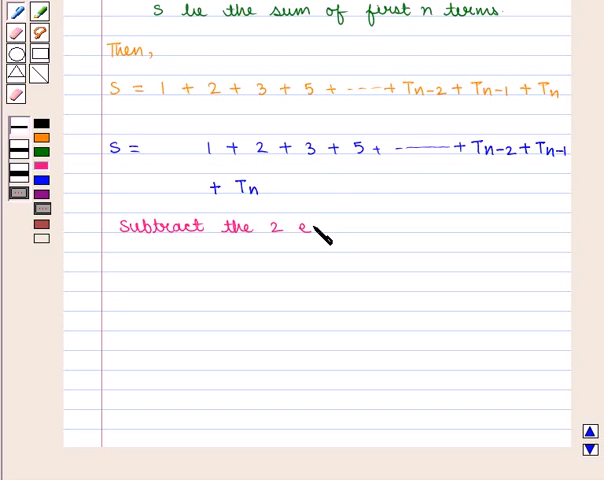 S be the sum of first n terms.
Then,
S = 1 + 2 + 3 + 5 + ---- + Tn-2 + Tn-1 + Tn
S = 1 + 2 + 3 + 5 + ---- + Tn-2 + Tn-1
+ Tn
Subtract the 2 e